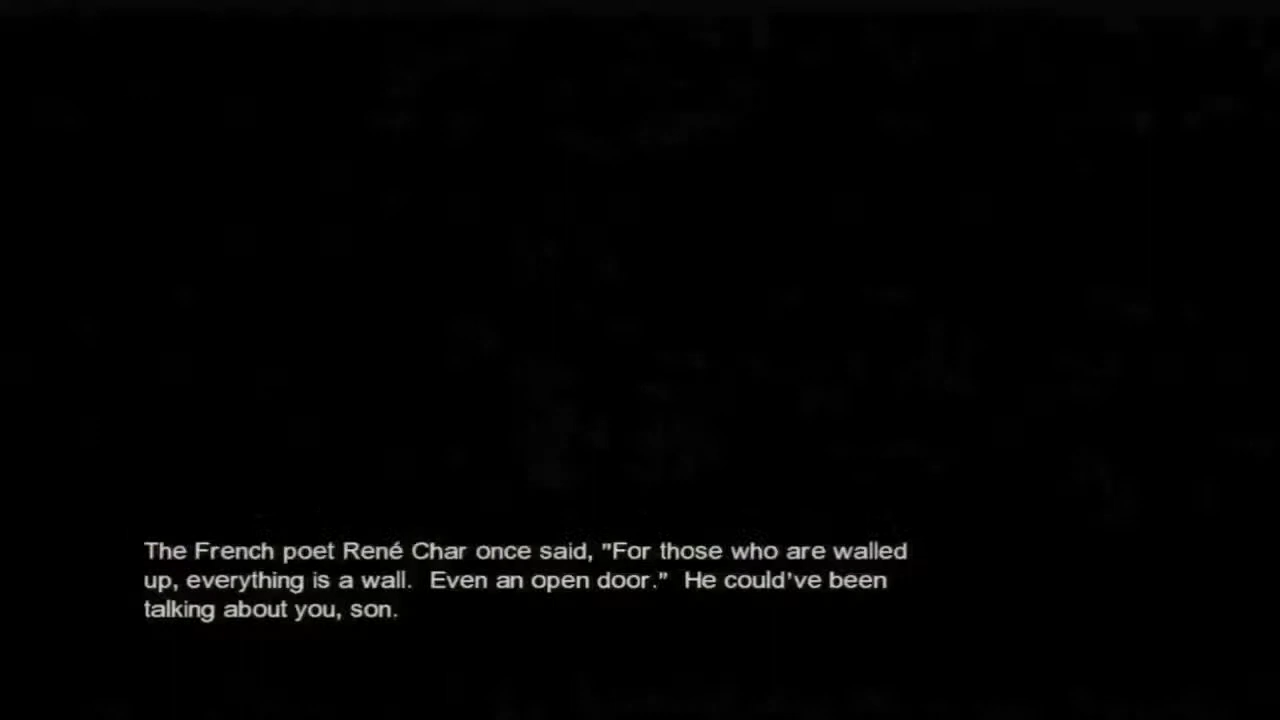 The French poet René Char once said, "For those who are walled
up, everything is a wall.  Even an open door."  He could've been
talking about you, son.